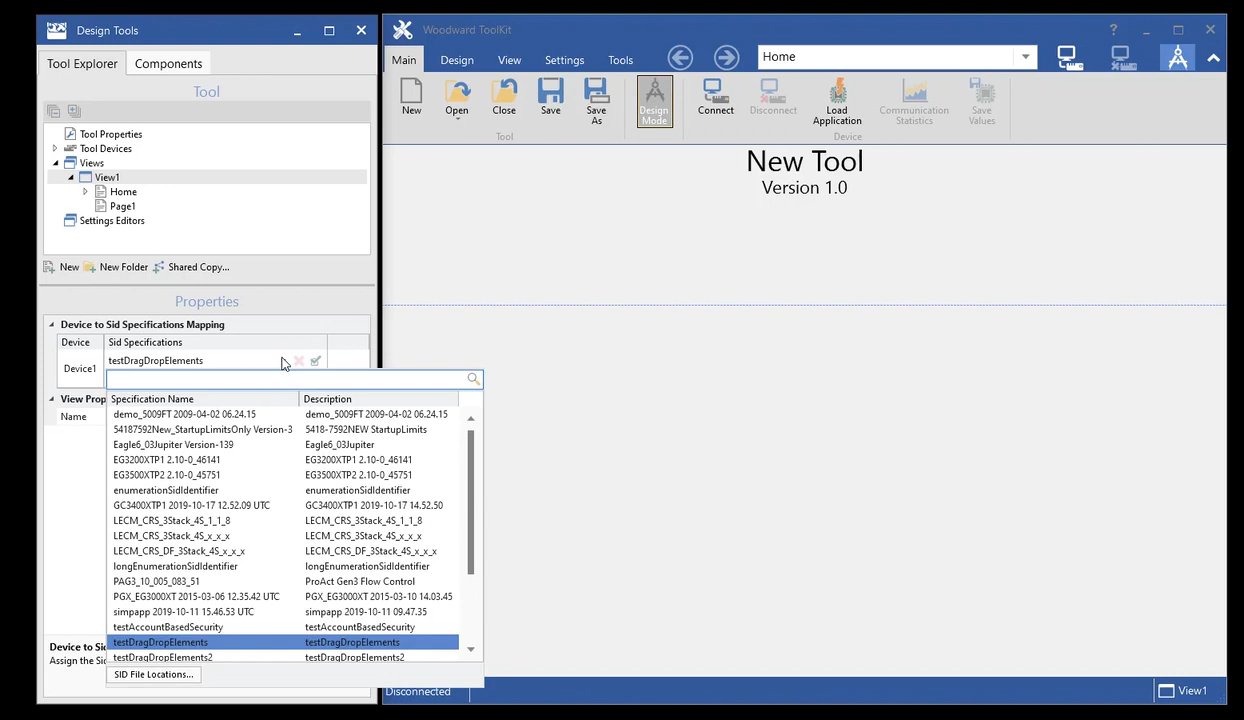 Design Tools
Tool Explorer
Components
Tool
Tool Properties
Tool Devices
Views
View1
Home
Page1
Settings Editors
New
New Folder
Shared Copy...
Properties
Device to Sid Specifications Mapping
Device
Sid Specifications
testDragDropElements
Device1
View Prop
Name
Specification Name
Description
demo_5009FT 2009-04-02 06.24.15
demo_5009FT 2009-04-02 06.24.15
54187592New_StartupLimitsOnly Version-3
5418-7592NEW StartupLimits
Eagle6_03Jupiter Version-139
Eagle6_03Jupiter
EG3200XTP1 2.10-0_46141
EG3200XTP1 2.10-0_46141
EG3500XTP2 2.10-0_45751
EG3500XTP2 2.10-0_45751
enumerationSidIdentifier
enumerationSidIdentifier
GC3400XTP1 2019-10-17 12.52.09 UTC
GC3400XTP1 2019-10-17 14.52.50
LECM_CRS_3Stack_4S_1_1_8
LECM_CRS_3Stack_4S_1_1_8
LECM_CRS_3Stack_4S_x_x_x
LECM_CRS_3Stack_4S_x_x_x
LECM_CRS_DF_3Stack_4S_x_x_x
LECM_CRS_DF_3Stack_4S_x_x_x
longEnumerationSidIdentifier
longEnumerationSidIdentifier
PAG3_10_005_083_51
ProAct Gen3 Flow Control
PGX_EG3000XT 2015-03-06 12.35.42 UTC
PGX_EG3000XT 2015-03-10 14.03.45
simpapp 2019-10-11 15.46.53 UTC
simpapp 2019-10-11 09.47.35
testAccountBasedSecurity
testAccountBasedSecurity
testDragDropElements
testDragDropElements
testDragDropElements2
testDragDropElements2
SID File Locations...
Device to Sid
Assign the Sid
Woodward ToolKit
Main
Design
View
Settings
Tools
Home
New
Open
Close
Save
Save As
Tool
Design Mode
Connect
Disconnect
Load Application
Communication Statistics
Save Values
Device
New Tool
Version 1.0
Disconnected
View1